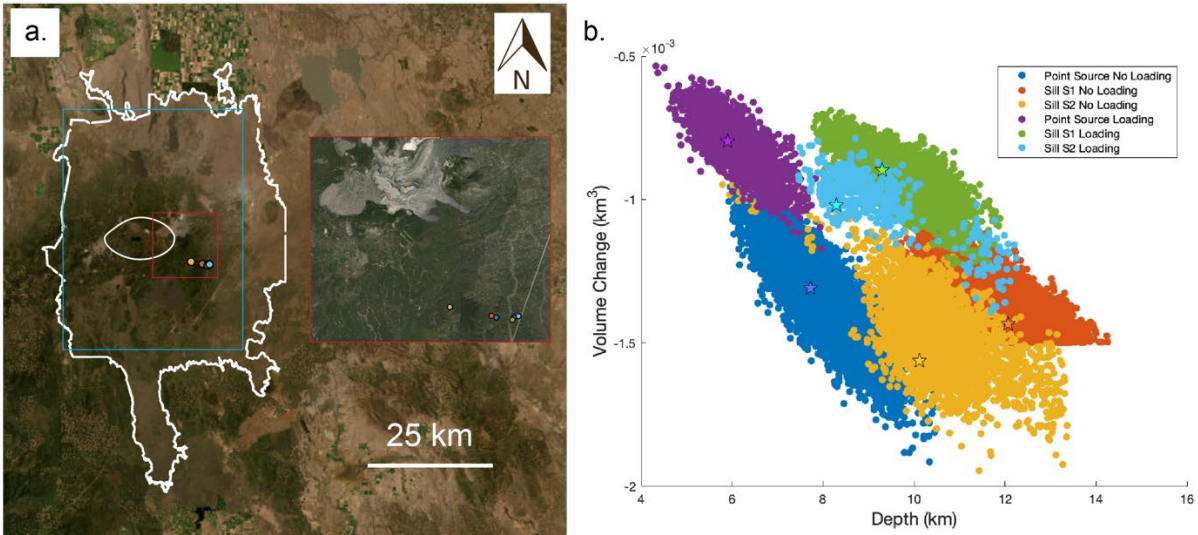 a.
N
25 km
b.
×10⁻³
-0.5
-1
-1.5
-2
4
6
8
10
12
14
16
Volume Change (km³)
Depth (km)
Point Source No Loading
Sill S1 No Loading
Sill S2 No Loading
Point Source Loading
Sill S1 Loading
Sill S2 Loading